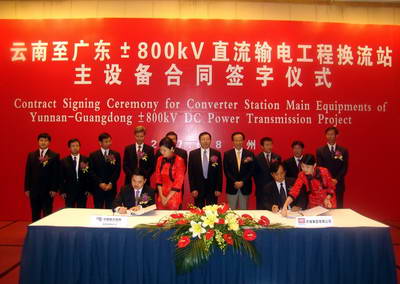 云南至广东±800kV直流输电工程换流站
主设备合同签字仪式
Contract Signing Ceremony for Converter Station Main Equipments of
Yunnan-Guangdong ±800kV DC Power Transmission Project